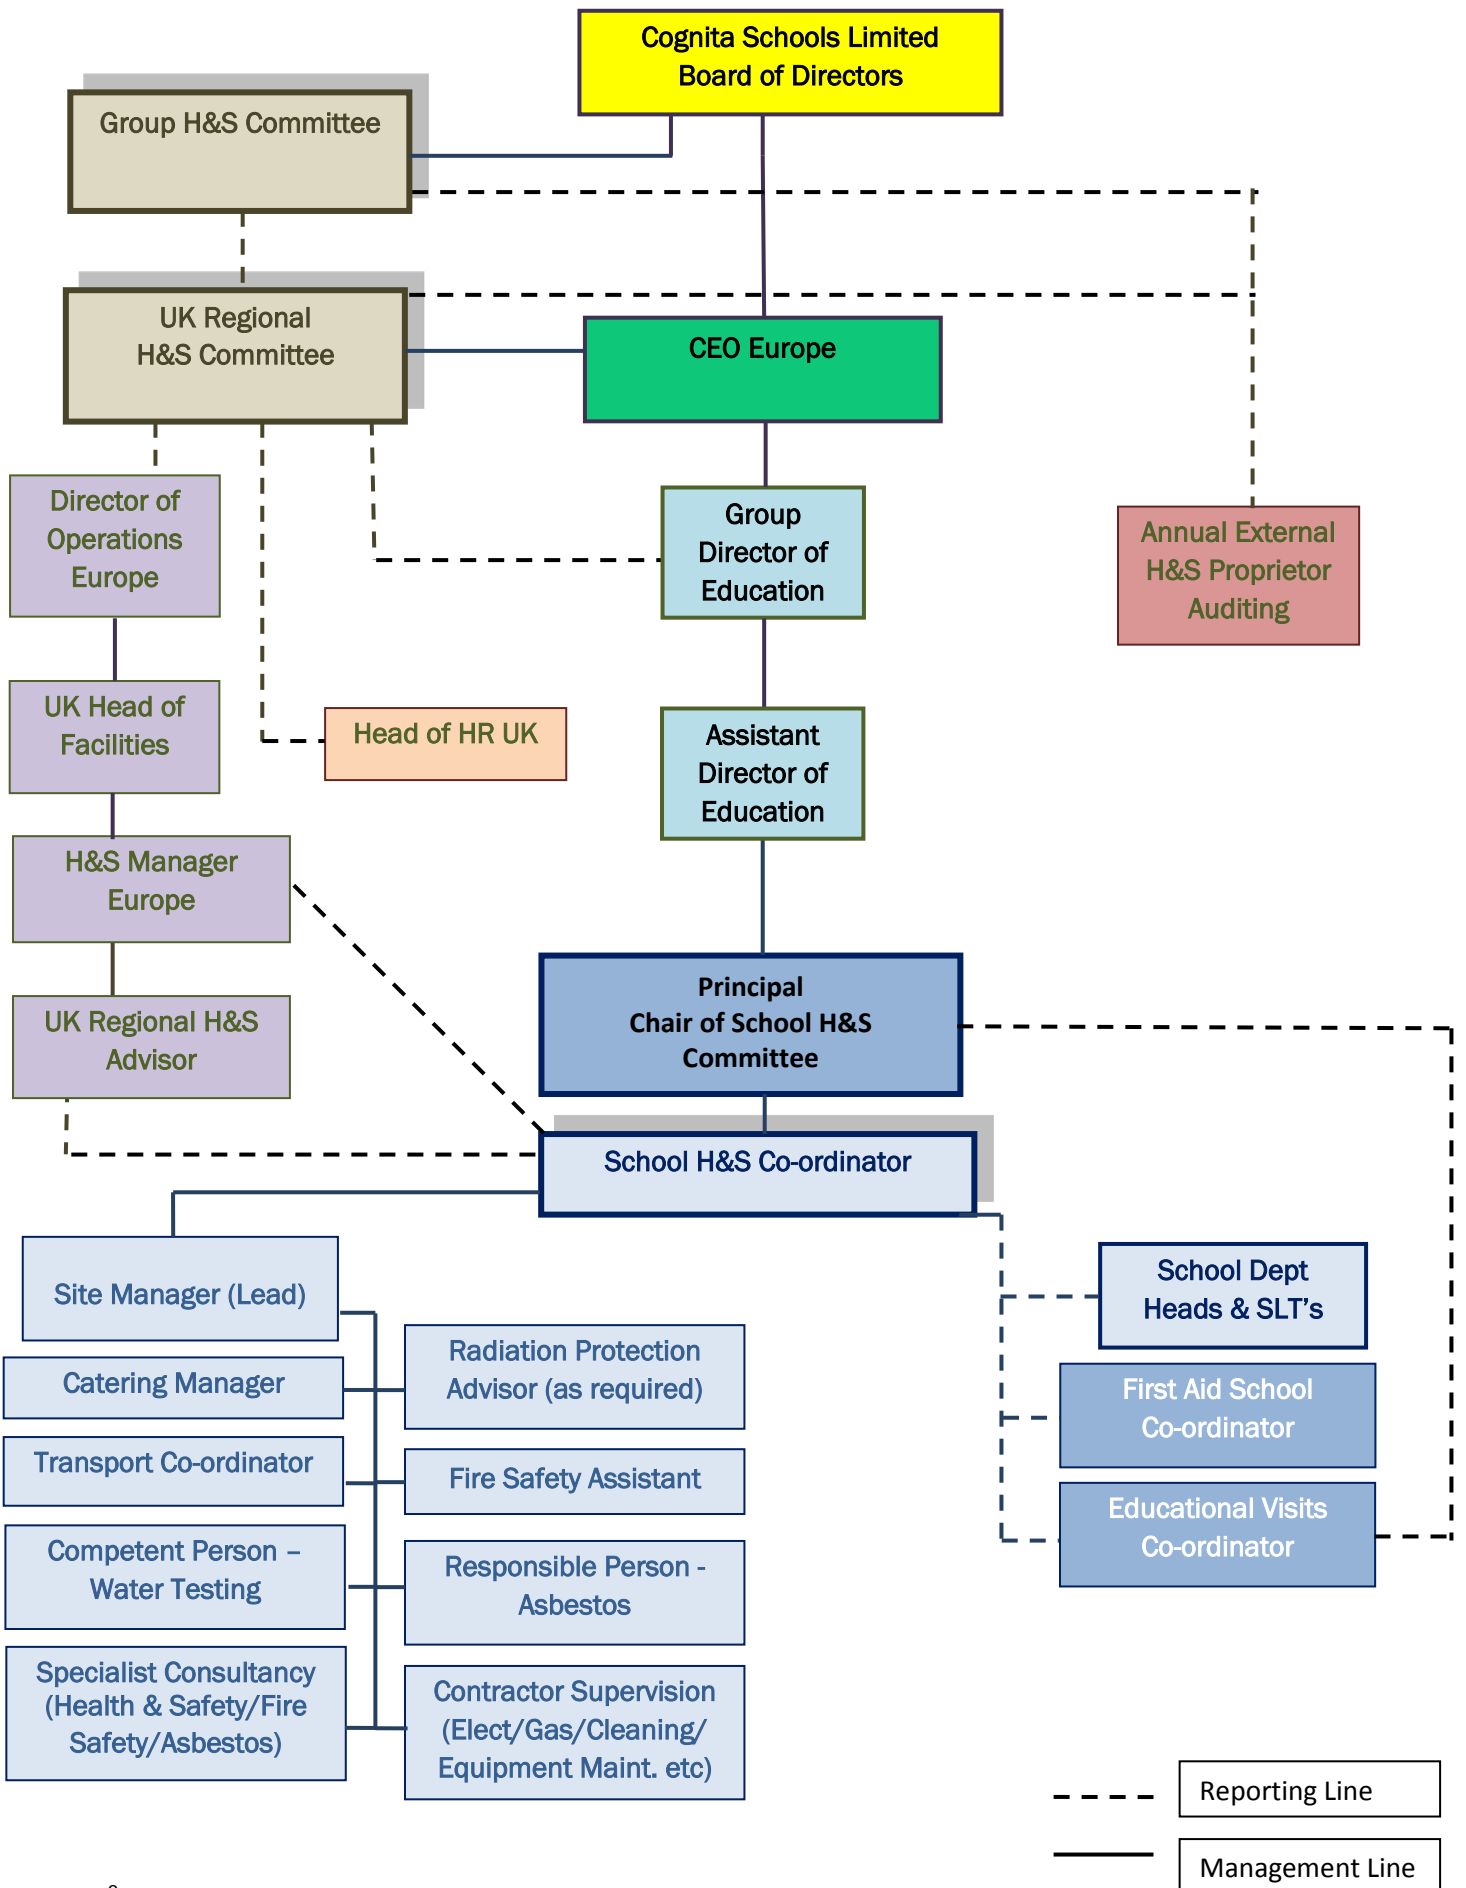 Cognita Schools Limited
Board of Directors
Group H&S Committee
UK Regional
H&S Committee
CEO Europe
Director of
Operations
Europe
Group
Director of
Education
Annual External
H&S Proprietor
Auditing
UK Head of
Facilities
Head of HR UK
Assistant
Director of
Education
H&S Manager
Europe
Principal
Chair of School H&S
Committee
UK Regional H&S
Advisor
School H&S Co-ordinator
Site Manager (Lead)
School Dept
Heads & SLT's
Radiation Protection
Advisor (as required)
Catering Manager
First Aid School
Co-ordinator
Transport Co-ordinator
Fire Safety Assistant
Educational Visits
Co-ordinator
Competent Person –
Water Testing
Responsible Person -
Asbestos
Specialist Consultancy
(Health & Safety/Fire
Safety/Asbestos)
Contractor Supervision
(Elect/Gas/Cleaning/
Equipment Maint. etc)
Reporting Line
Management Line